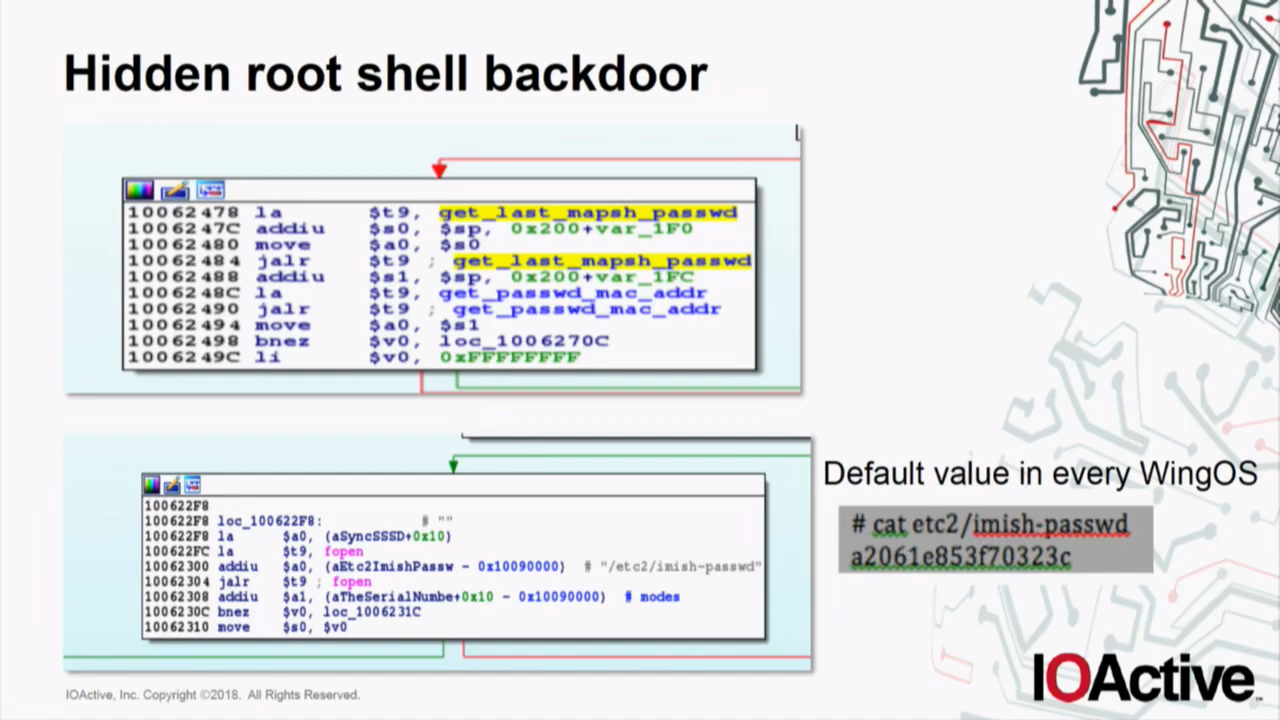 Hidden root shell backdoor
10062478 la $t9, get_last_mapsh_passwd
1006247C addiu $s0, $sp, 0x200+var_1F0
10062480 move $a0, $s0
10062484 jalr $t9 ; get_last_mapsh_passwd
10062488 addiu $s1, $sp, 0x200+var_1FC
1006248C la $t9, get_passwd_mac_addr
10062490 jalr $t9 ; get_passwd_mac_addr
10062494 move $a0, $s1
10062498 bnez $v0, loc_1006270C
1006249C li $v0, 0xFFFFFFFF
100622F8
100622F8 loc_100622F8: # ""
100622F8 la $a0, (aSyncSSSD+0x10)
100622FC la $t9, fopen
10062300 addiu $a0, (aEtc2ImishPassw - 0x10090000) # "/etc2/imish-passwd"
10062304 jalr $t9 ; fopen
10062308 addiu $a1, (aTheSerialNumbe+0x10 - 0x10090000) # modes
1006230C bnez $v0, loc_1006231C
10062310 move $s0, $v0
Default value in every WingOS
# cat etc2/imish-passwd
a2061e853f70323c
IOActive, Inc. Copyright ©2018. All Rights Reserved.
IOActive™